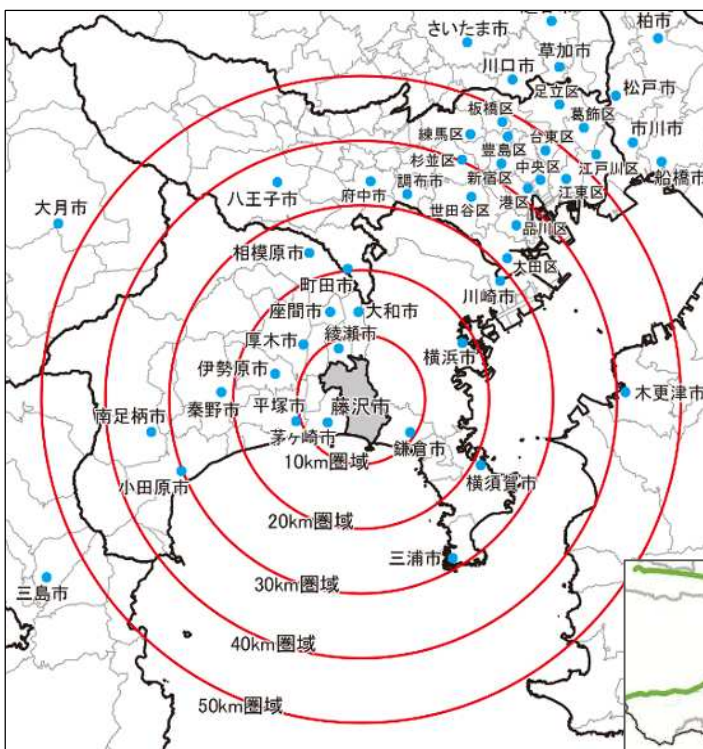 さいたま市
柏市
草加市
川口市
松戸市
足立区
板橋区
葛飾区
練馬区
台東区
市川市
豊島区
杉並区
中央区
江戸川区
新宿区
船橋市
八王子市
府中市
調布市
港区
江東区
世田谷区
大月市
品川区
相模原市
太田区
町田市
川崎市
座間市
大和市
綾瀬市
厚木市
横浜市
伊勢原市
秦野市
平塚市
藤沢市
木更津市
南足柄市
茅ヶ崎市
鎌倉市
10km圏域
小田原市
横須賀市
20km圏域
三浦市
30km圏域
三島市
40km圏域
50km圏域